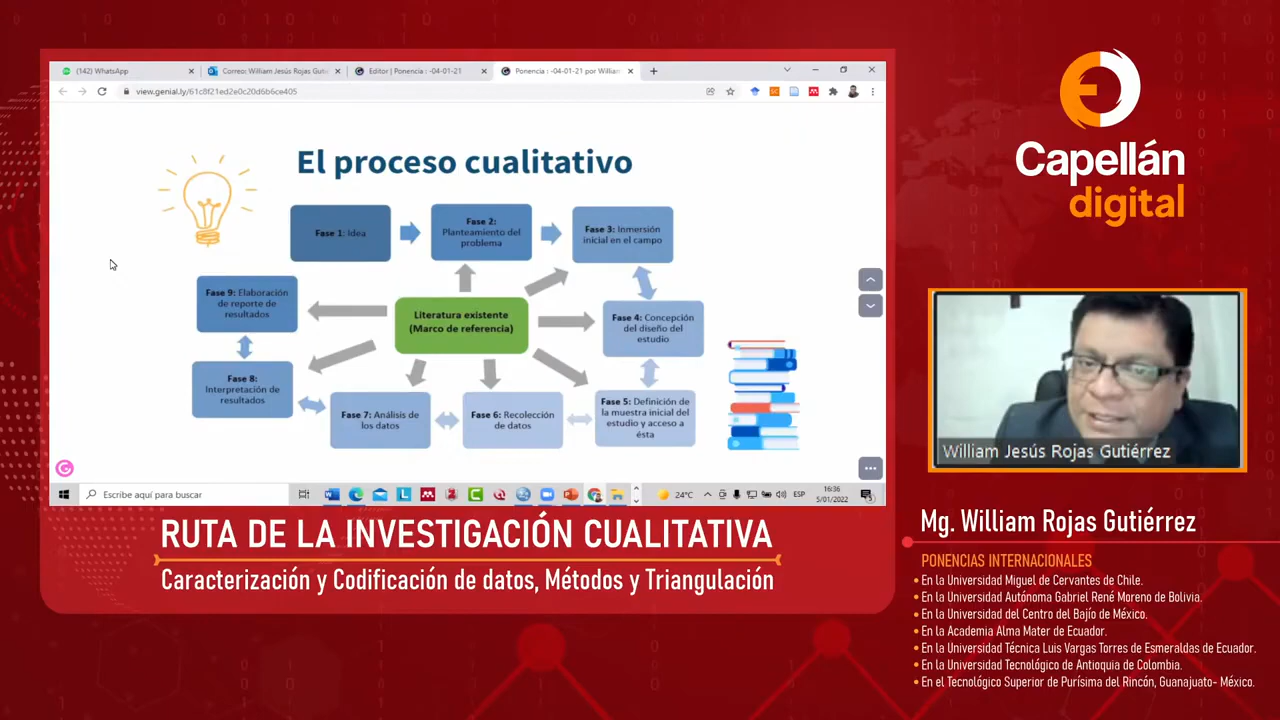 (142) WhatsApp
Correo: William Jesús Rojas Guti
Editor | Ponencia : -04-01-21
Ponencia : -04-01-21 por William
view.genial.ly/61c8f21ed2e0c20d6b6ce405
El proceso cualitativo
Fase 1: Idea
Fase 2:
Planteamiento del
problema
Fase 3: Inmersión
inicial en el campo
Fase 9: Elaboración
de reporte de
resultados
Literatura existente
(Marco de referencia)
Fase 4: Concepción
del diseño del
estudio
Fase 8:
Interpretación de
resultados
Fase 7: Análisis de
los datos
Fase 6: Recolección
de datos
Fase 5: Definición de
la muestra inicial del
estudio y acceso a
ésta
Escribe aquí para buscar
24°C
ESP
16:36
5/01/2022
Capellán
digital
William Jesús Rojas Gutiérrez
RUTA DE LA INVESTIGACIÓN CUALITATIVA
Caracterización y Codificación de datos, Métodos y Triangulación
Mg. William Rojas Gutiérrez
PONENCIAS INTERNACIONALES
En la Universidad Miguel de Cervantes de Chile.
En la Universidad Autónoma Gabriel René Moreno de Bolivia.
En la Universidad del Centro del Bajío de México.
En la Academia Alma Mater de Ecuador.
En la Universidad Técnica Luis Vargas Torres de Esmeraldas de Ecuador.
En la Universidad Tecnológico de Antioquia de Colombia.
En el Tecnológico Superior de Purísima del Rincón, Guanajuato- México.